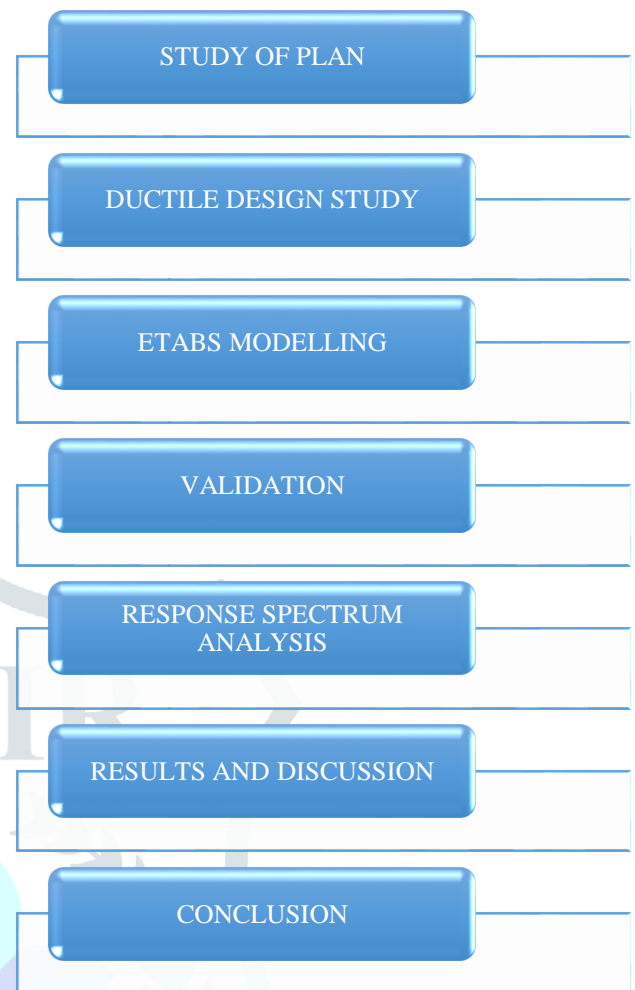 STUDY OF PLAN
DUCTILE DESIGN STUDY
ETABS MODELLING
VALIDATION
RESPONSE SPECTRUM
ANALYSIS
RESULTS AND DISCUSSION
CONCLUSION